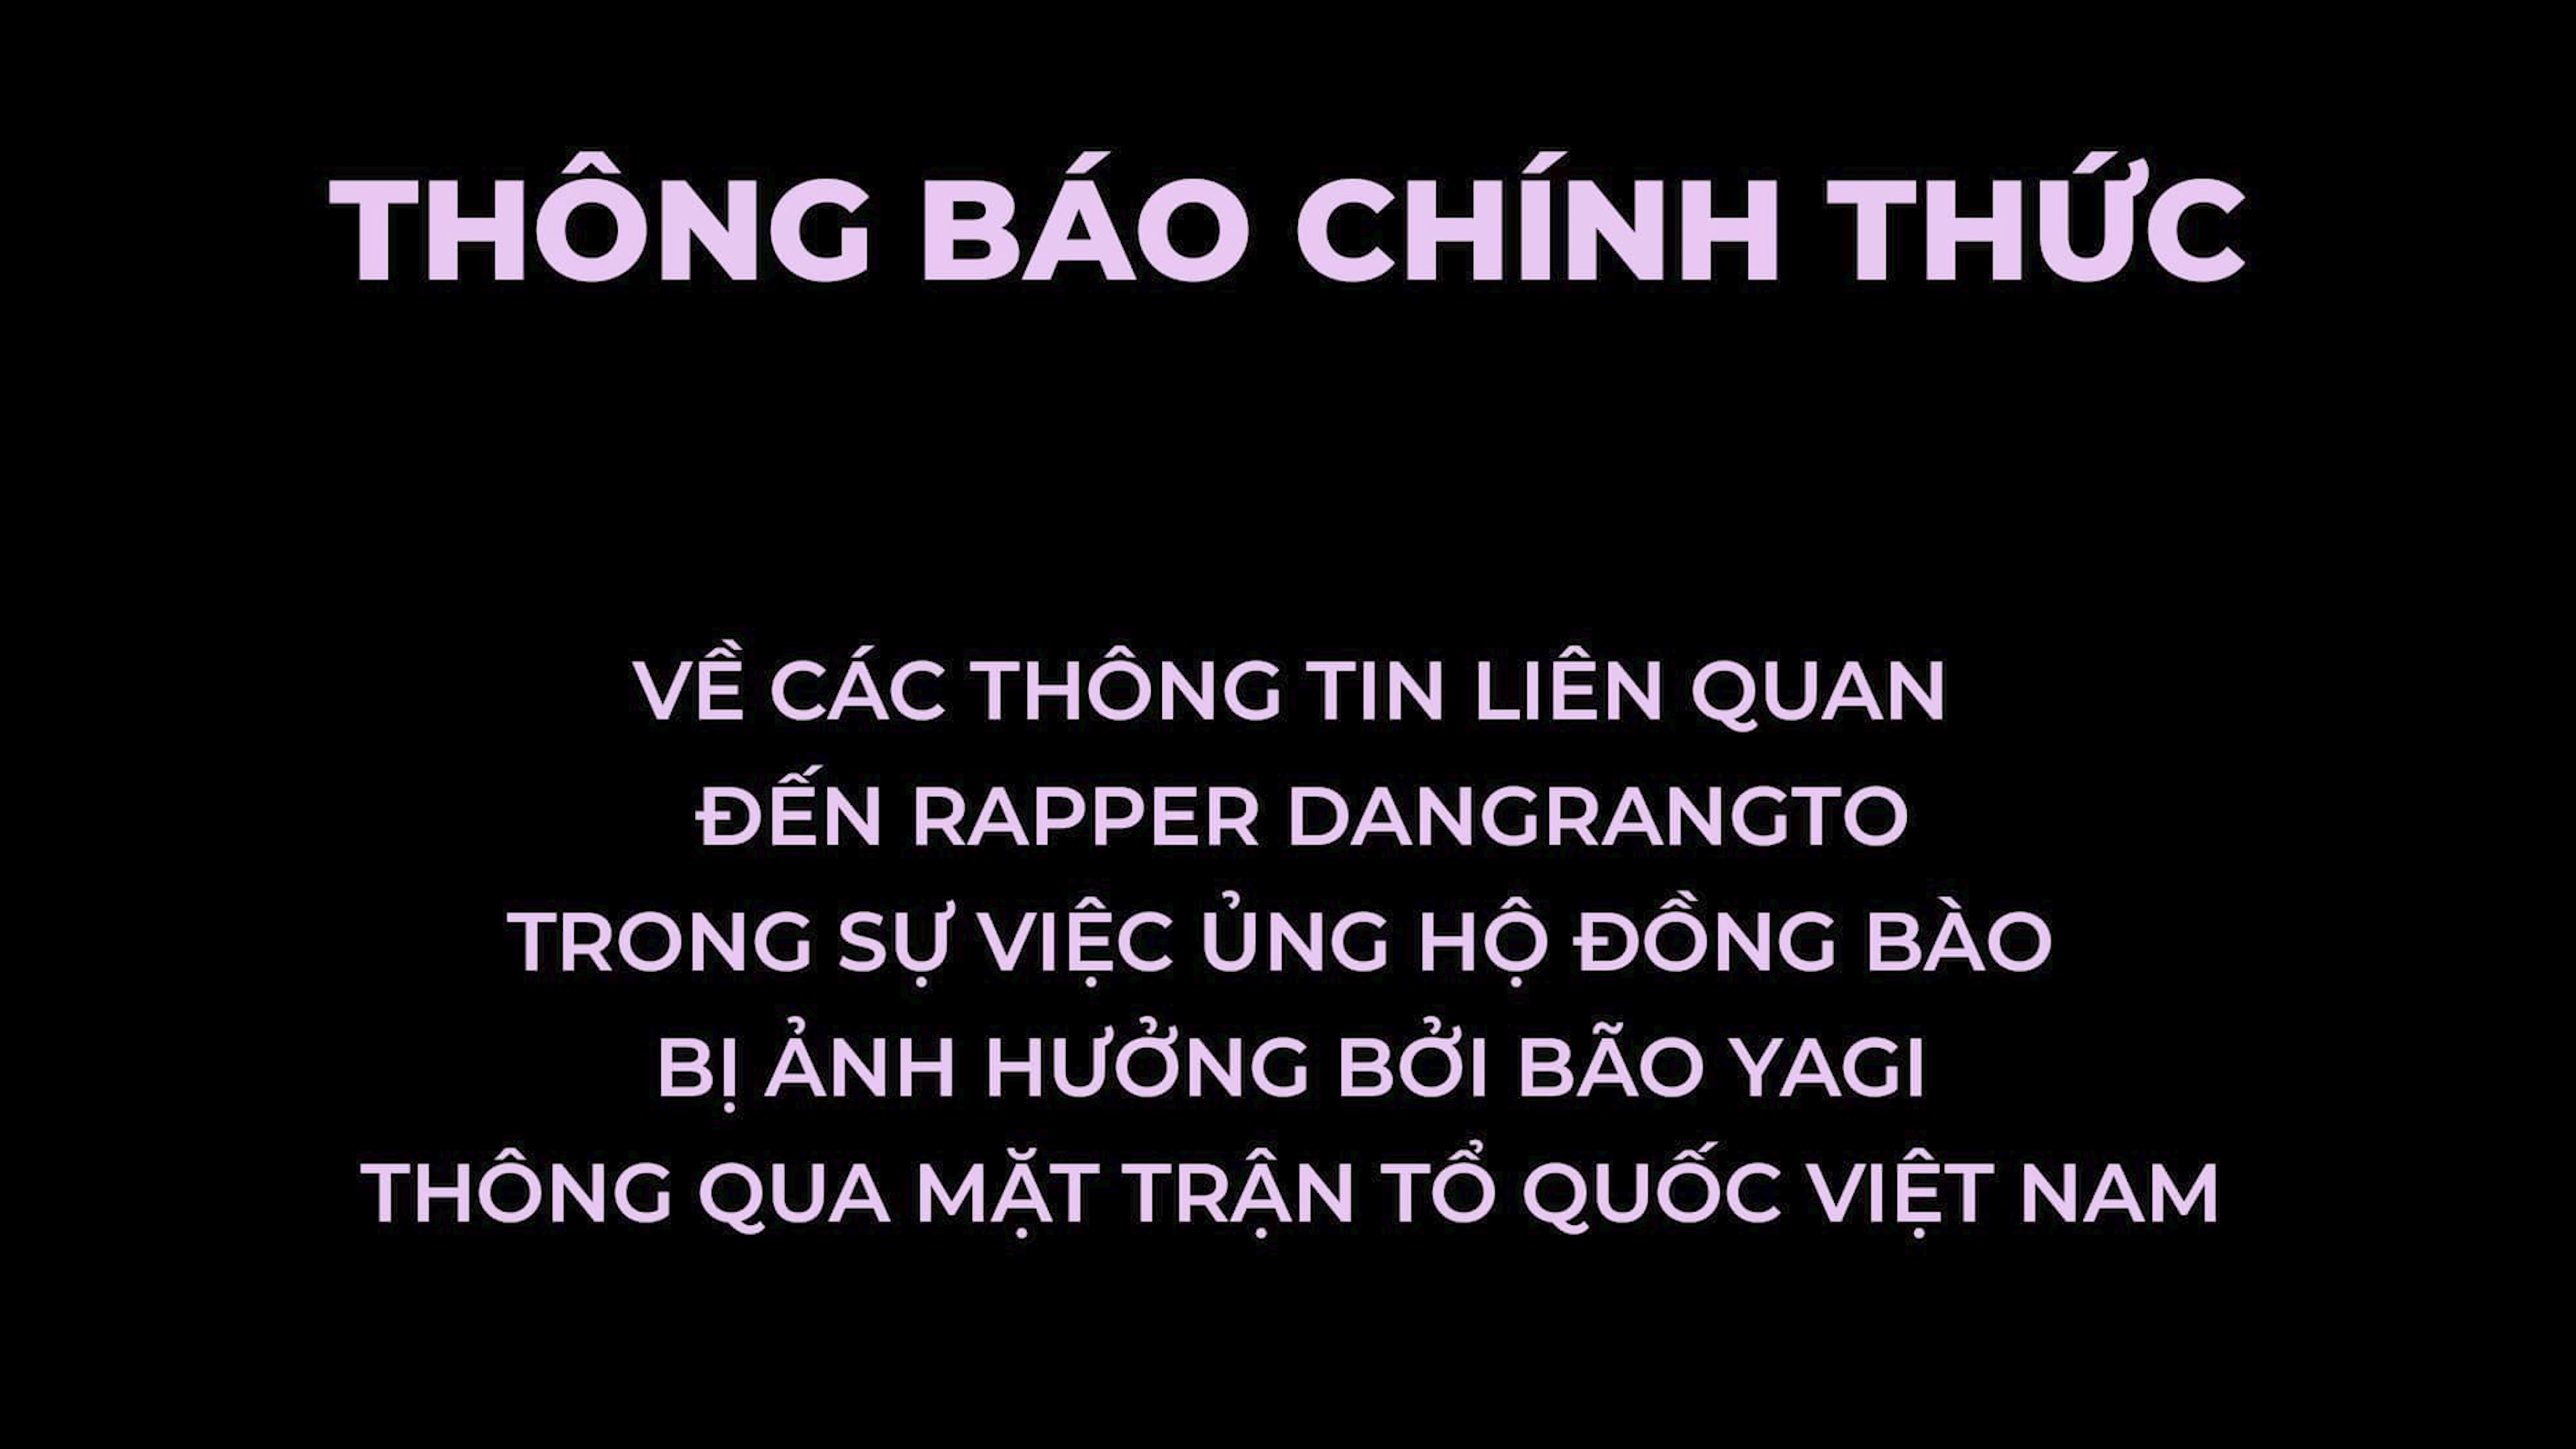 THÔNG BÁO CHÍNH THỨC
VỀ CÁC THÔNG TIN LIÊN QUAN
ĐẾN RAPPER DANGRANGTO
TRONG SỰ VIỆC ỦNG HỘ ĐỒNG BÀO
BỊ ẢNH HƯỞNG BỞI BÃO YAGI
THÔNG QUA MẶT TRẬN TỔ QUỐC VIỆT NAM